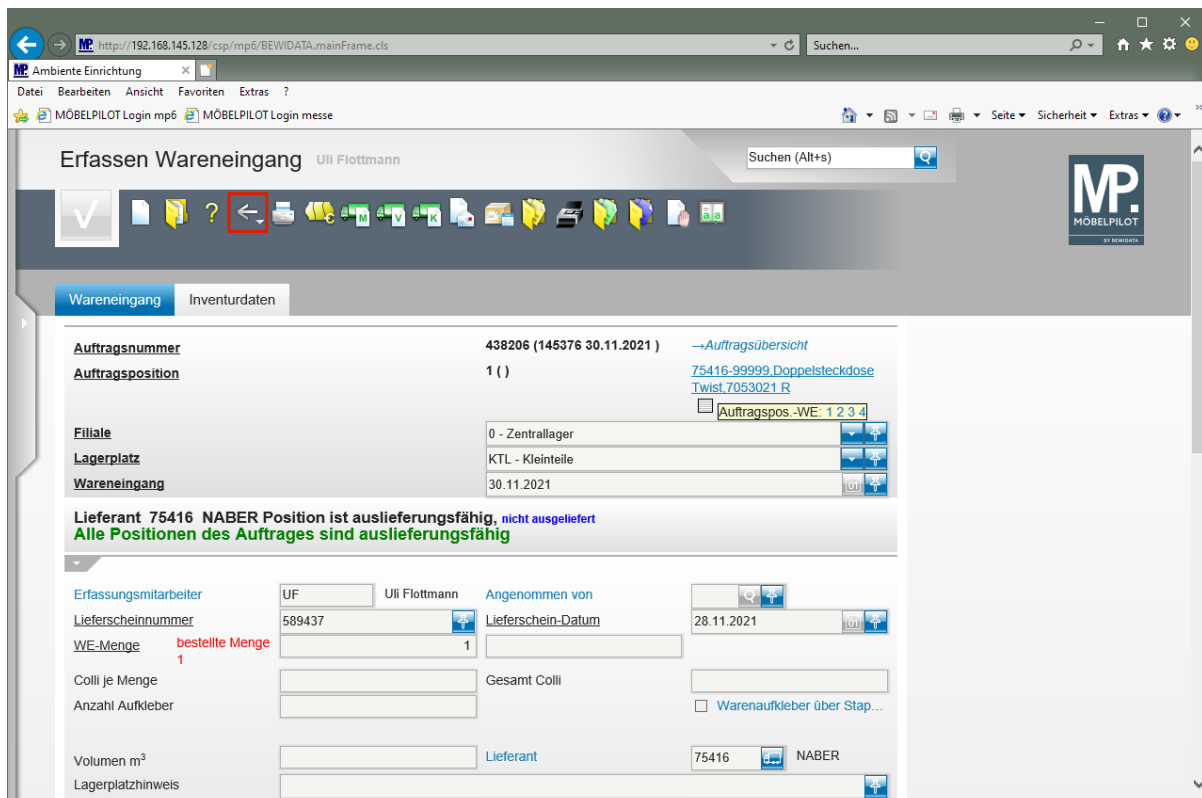 http://192.168.145.128/csp/mp6/BEWIDATA.mainFrame.cls
Suchen...
Ambiente Einrichtung
Datei Bearbeiten Ansicht Favoriten Extras ?
MÖBELPILOT Login mp6 MÖBELPILOT Login messe
Seite Sicherheit Extras
Erfassen Wareneingang Uli Flottmann
Suchen (Alt+s)
MP.
MÖBELPILOT
BY BEWIDATA
? M V K a a
Wareneingang Inventurdaten
Auftragsnummer 438206 (145376 30.11.2021 ) →Auftragsübersicht
Auftragsposition 1 ( ) 75416-99999,Doppelsteckdose
Twist,7053021 R
Auftragspos.-WE: 1 2 3 4
Filiale 0 - Zentrallager
Lagerplatz KTL - Kleinteile
Wareneingang 30.11.2021
Lieferant 75416 NABER Position ist auslieferungsfähig, nicht ausgeliefert
Alle Positionen des Auftrages sind auslieferungsfähig
Erfassungsmitarbeiter UF Uli Flottmann Angenommen von
Lieferscheinnummer 589437 Lieferschein-Datum 28.11.2021
WE-Menge bestellte Menge 1
1
Colli je Menge Gesamt Colli
Anzahl Aufkleber Warenaufkleber über Stap...
Volumen m³ Lieferant 75416 NABER
Lagerplatzhinweis